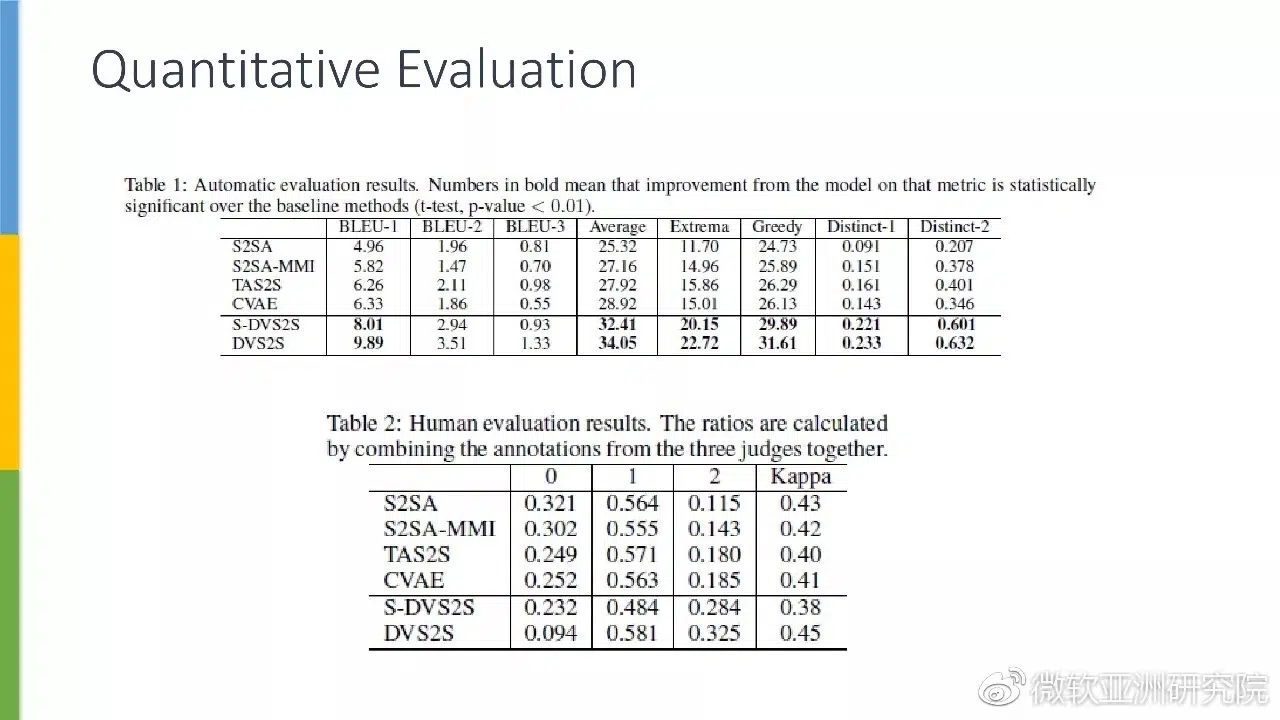 Quantitative Evaluation
Table 1: Automatic evaluation results. Numbers in bold mean that improvement from the model on that metric is statistically
significant over the baseline methods (t-test, p-value < 0.01).
BLEU-1 BLEU-2 BLEU-3 Average Extrema Greedy Distinct-1 Distinct-2
S2SA 4.96 1.96 0.81 25.32 11.70 24.73 0.091 0.207
S2SA-MMI 5.82 1.47 0.70 27.16 14.96 25.89 0.151 0.378
TAS2S 6.26 2.11 0.98 27.92 15.86 26.29 0.161 0.401
CVAE 6.33 1.86 0.55 28.92 15.01 26.13 0.143 0.346
S-DVS2S 8.01 2.94 0.93 32.41 20.15 29.89 0.221 0.601
DVS2S 9.89 3.51 1.33 34.05 22.72 31.61 0.233 0.632
Table 2: Human evaluation results. The ratios are calculated
by combining the annotations from the three judges together.
0 1 2 Kappa
S2SA 0.321 0.564 0.115 0.43
S2SA-MMI 0.302 0.555 0.143 0.42
TAS2S 0.249 0.571 0.180 0.40
CVAE 0.252 0.563 0.185 0.41
S-DVS2S 0.232 0.484 0.284 0.38
DVS2S 0.094 0.581 0.325 0.45
微软亚洲研究院